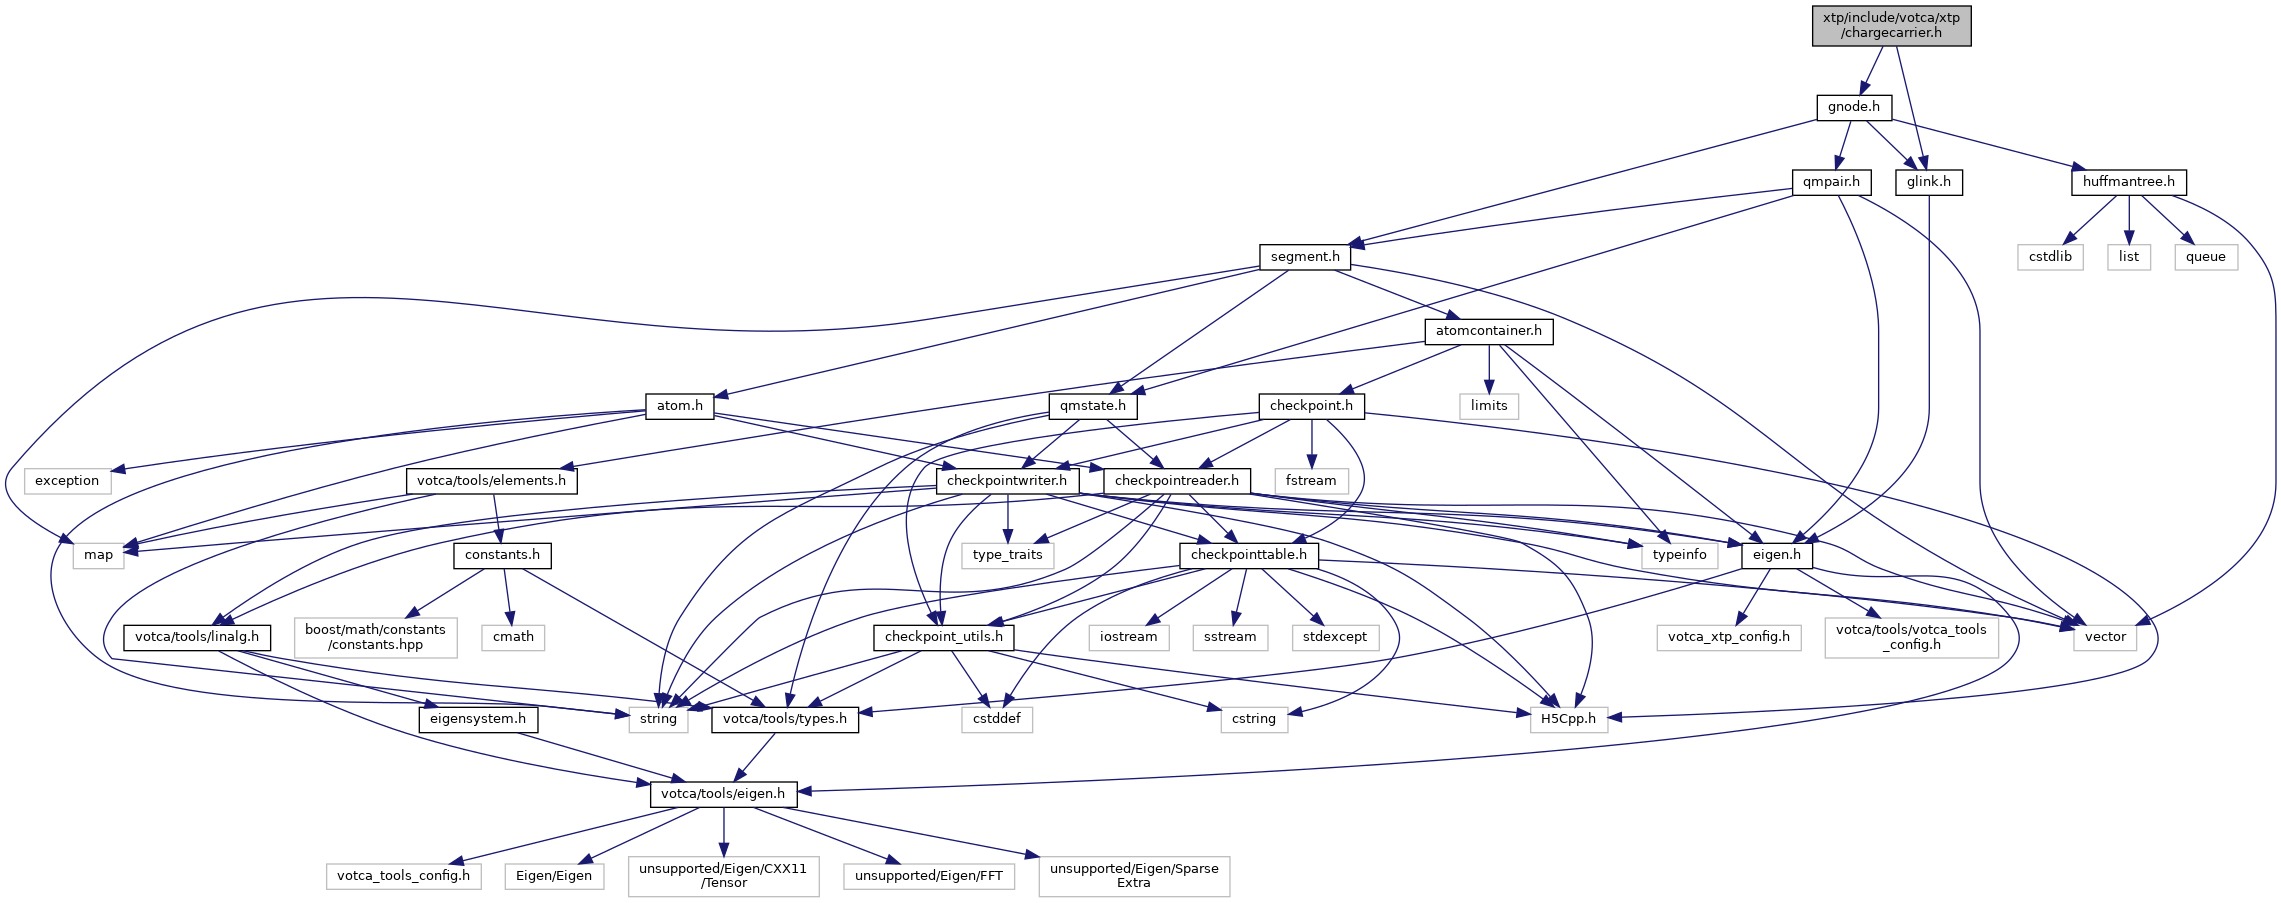 xtp/include/votca/xtp
/chargecarrier.h
gnode.h
qmpair.h
glink.h
huffmantree.h
segment.h
cstdlib
list
queue
atomcontainer.h
atom.h
qmstate.h
checkpoint.h
limits
exception
votca/tools/elements.h
checkpointwriter.h
checkpointreader.h
fstream
map
constants.h
type_traits
checkpointtable.h
typeinfo
eigen.h
votca/tools/linalg.h
boost/math/constants
/constants.hpp
cmath
checkpoint_utils.h
iostream
sstream
stdexcept
votca_xtp_config.h
votca/tools/votca_tools
_config.h
vector
eigensystem.h
string
votca/tools/types.h
cstddef
cstring
H5Cpp.h
votca/tools/eigen.h
votca_tools_config.h
Eigen/Eigen
unsupported/Eigen/CXX11
/Tensor
unsupported/Eigen/FFT
unsupported/Eigen/Sparse
Extra